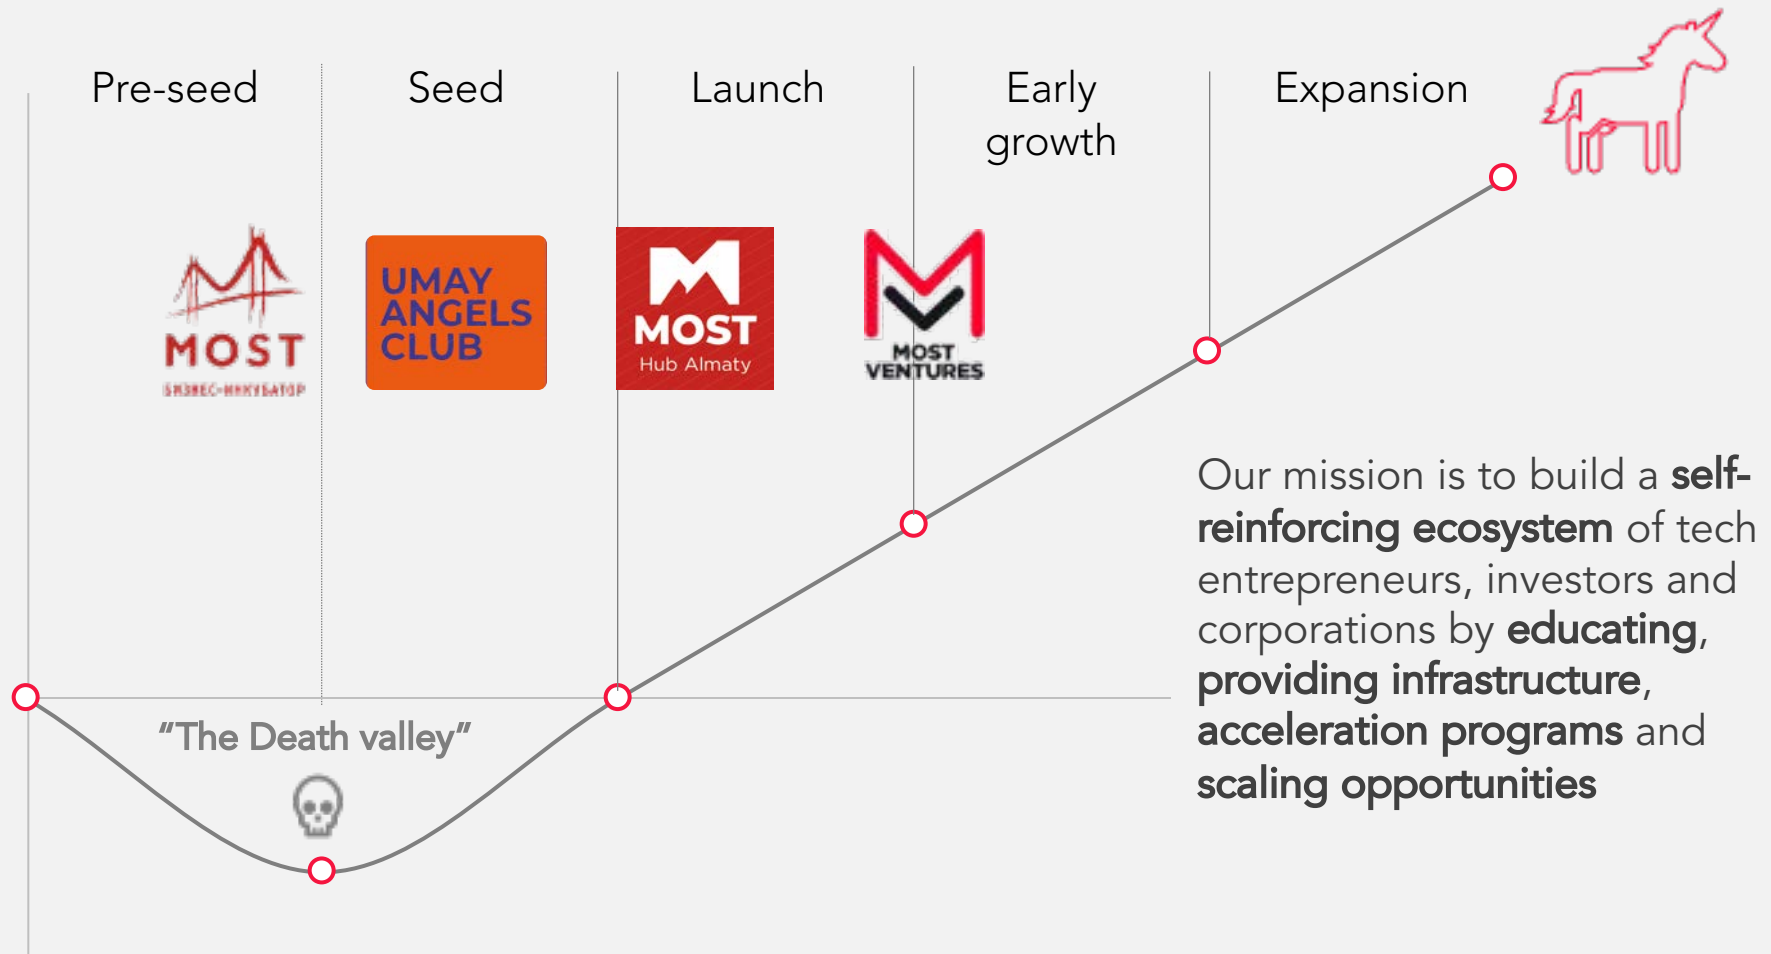 Pre-seed
Seed
Launch
Early
growth
Expansion
MOST
БИЗНЕС-ИНКУБАТОР
UMAY
ANGELS
CLUB
MOST
Hub Almaty
MOST
VENTURES
Our mission is to build a self-
reinforcing ecosystem of tech
entrepreneurs, investors and
corporations by educating,
providing infrastructure,
acceleration programs and
scaling opportunities
“The Death valley”